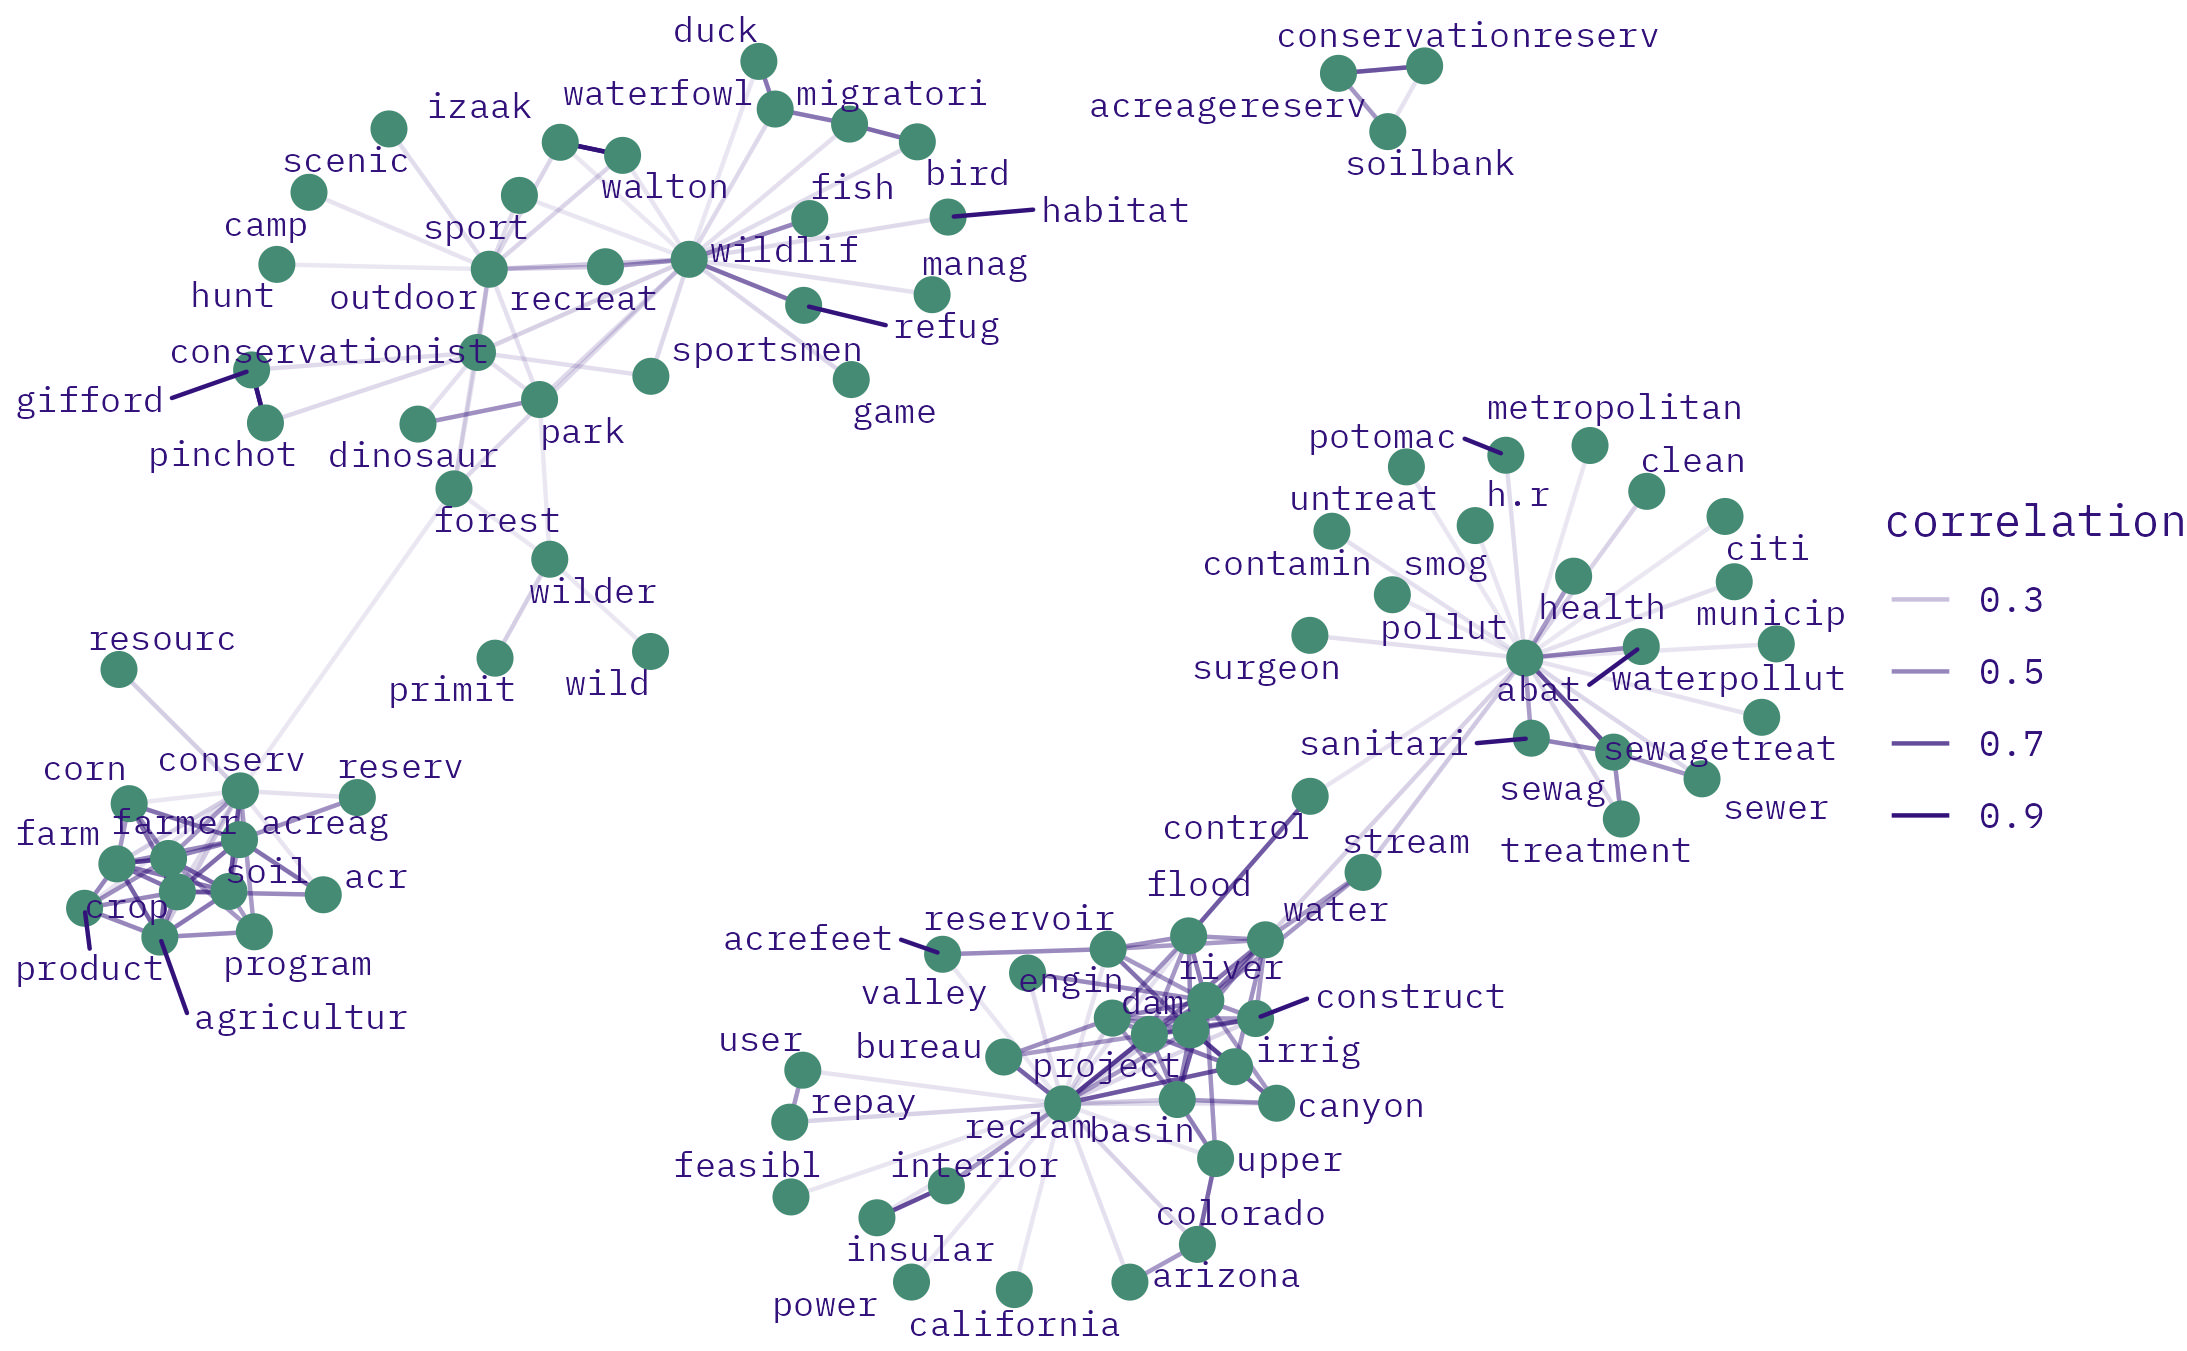 duck
conservationreserv
izaak
waterfowl
migratori
acreagereserv
scenic
soilbank
bird
fish
walton
habitat
camp
sport
wildlif
manag
hunt
outdoor
recreat
refug
conservationist
sportsmen
gifford
game
park
pinchot
dinosaur
metropolitan
potomac
clean
untreat
h.r
forest
correlation
citi
contamin
smog
wilder
0.3
health
municip
pollut
resourc
surgeon
primit
wild
abat
waterpollut
0.5
sanitari
sewagetreat
0.7
conserv
reserv
corn
sewew
sewag
sewer
0.9
farm
farmer
acreag
control
stream
treatment
soil
acr
flood
crop
water
reservoir
acrefeet
product
program
river
engin
valley
dam
construct
agricultur
user
bureau
irrig
project
repay
canyon
reclam
basin
feasibl
interior
upper
colorado
insular
arizona
power
california